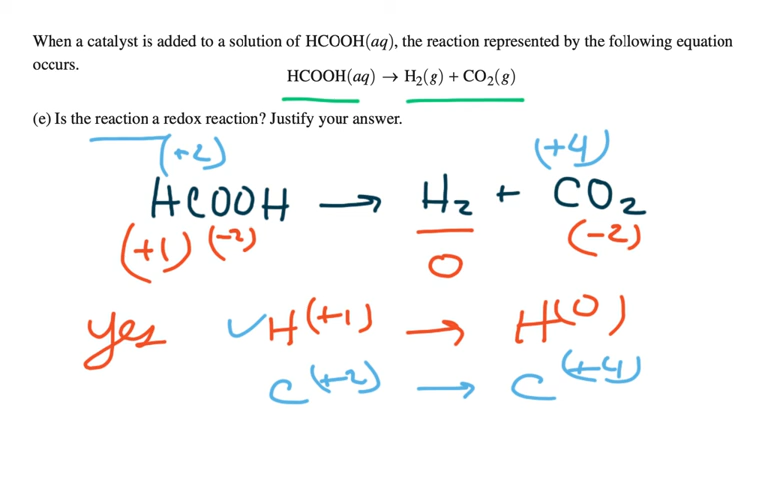 When a catalyst is added to a solution of HCOOH(aq), the reaction represented by the following equation
occurs.
HCOOH(aq) → H₂(g) + CO₂(g)
(e) Is the reaction a redox reaction? Justify your answer.
(+2) (+4)
HCOOH → H₂ + CO₂
(+1) (-2) 0 (-2)
yes ✓H(+1) → H(0)
C(+2) → C(+4)